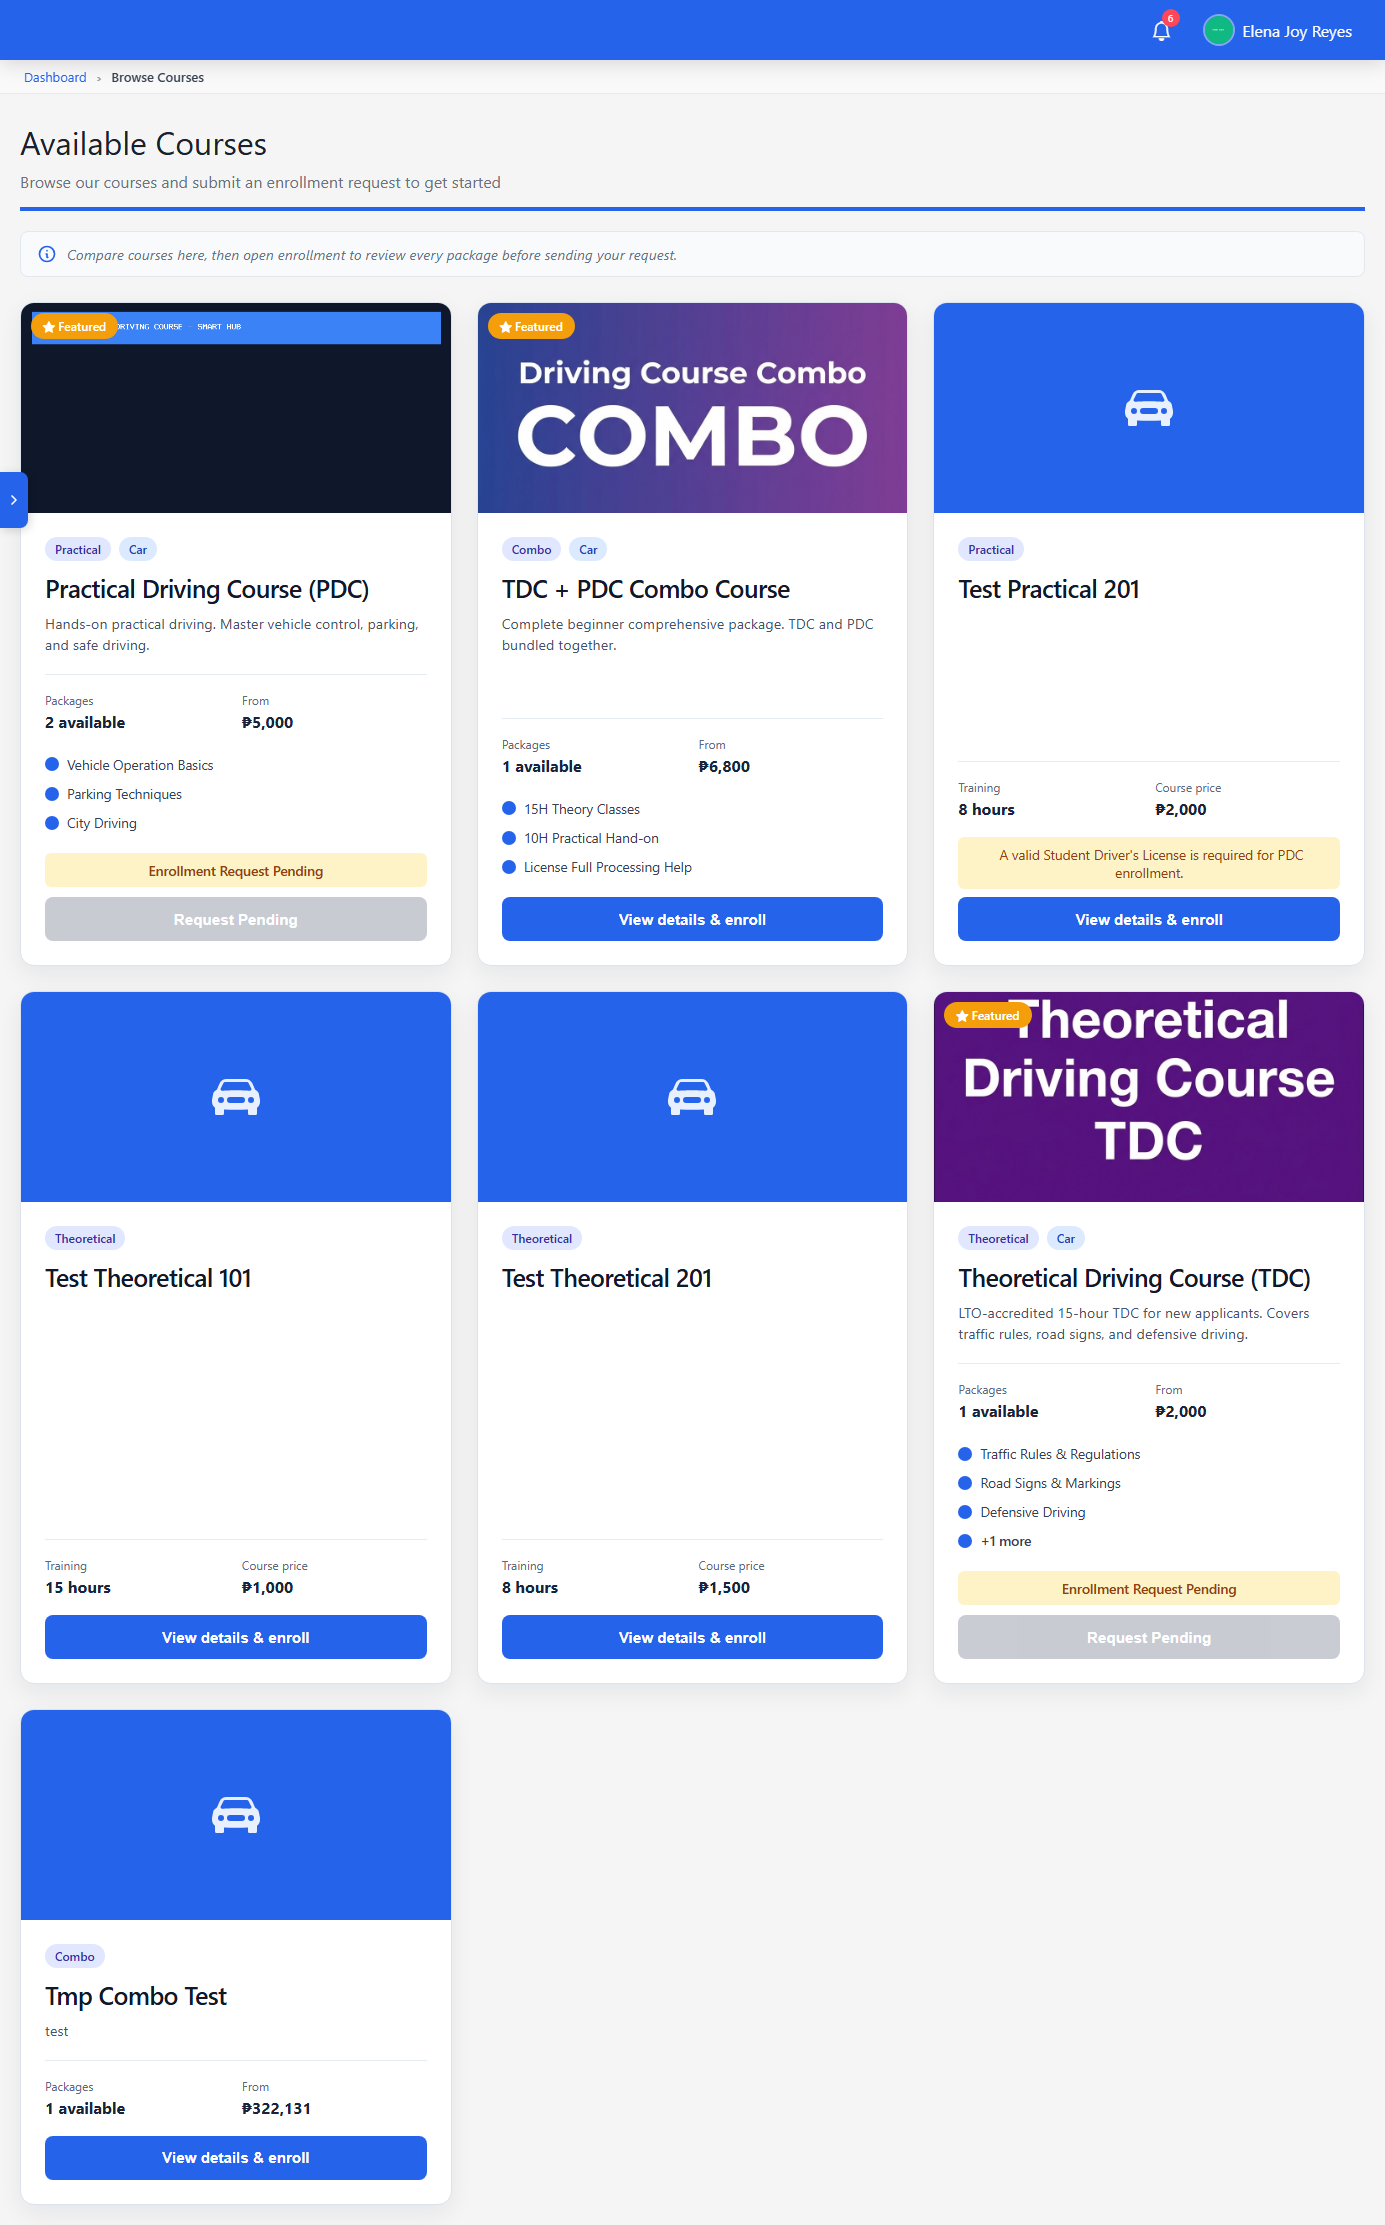 6
Elena Joy Reyes
Dashboard > Browse Courses
Available Courses
Browse our courses and submit an enrollment request to get started
Compare courses here, then open enrollment to review every package before sending your request.
Featured
DRIVING COURSE - SMART HUB
Practical Car
Practical Driving Course (PDC)
Hands-on practical driving. Master vehicle control, parking,
and safe driving.
Packages From
2 available ₱5,000
Vehicle Operation Basics
Parking Techniques
City Driving
Enrollment Request Pending
Request Pending
Featured
Driving Course Combo
COMBO
Combo Car
TDC + PDC Combo Course
Complete beginner comprehensive package. TDC and PDC
bundled together.
Packages From
1 available ₱6,800
15H Theory Classes
10H Practical Hand-on
License Full Processing Help
View details & enroll
Practical
Test Practical 201
Training Course price
8 hours ₱2,000
A valid Student Driver's License is required for PDC
enrollment.
View details & enroll
Theoretical
Test Theoretical 101
Training Course price
15 hours ₱1,000
View details & enroll
Theoretical
Test Theoretical 201
Training Course price
8 hours ₱1,500
View details & enroll
Featured
Theoretical
Driving Course
TDC
Theoretical Car
Theoretical Driving Course (TDC)
LTO-accredited 15-hour TDC for new applicants. Covers
traffic rules, road signs, and defensive driving.
Packages From
1 available ₱2,000
Traffic Rules & Regulations
Road Signs & Markings
Defensive Driving
+1 more
Enrollment Request Pending
Request Pending
Combo
Tmp Combo Test
test
Packages From
1 available ₱322,131
View details & enroll